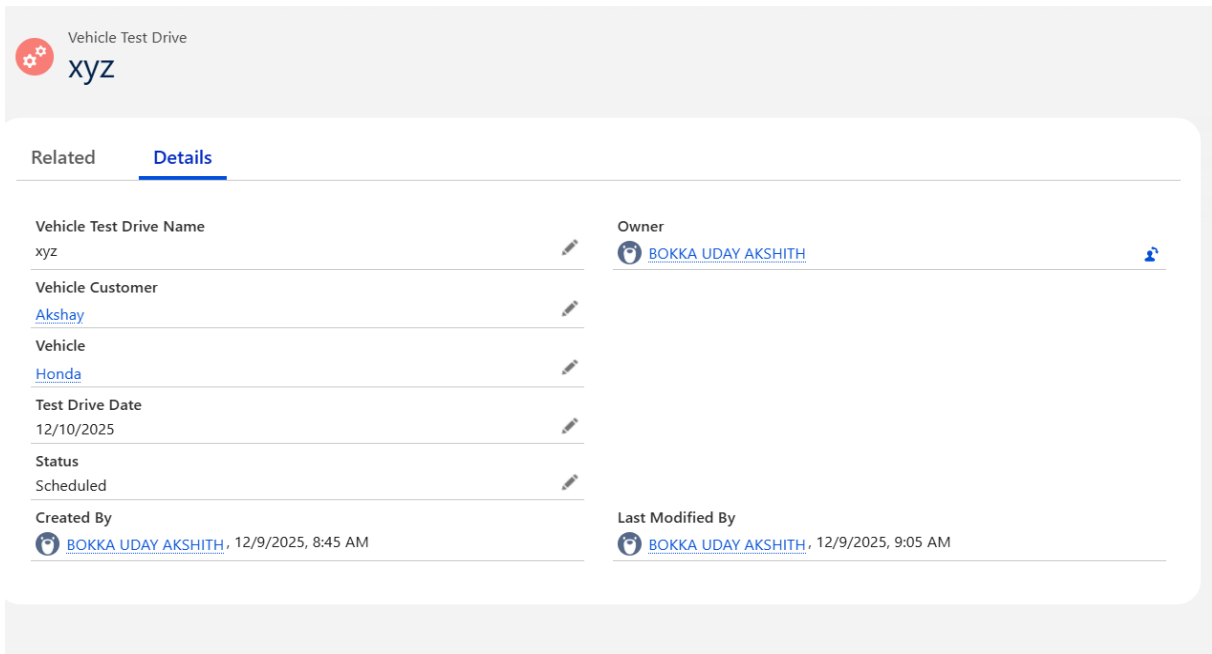 Vehicle Test Drive
xyz
Related Details
Vehicle Test Drive Name
xyz
Owner
BOKKA UDAY AKSHITH
Vehicle Customer
Akshay
Vehicle
Honda
Test Drive Date
12/10/2025
Status
Scheduled
Created By
BOKKA UDAY AKSHITH, 12/9/2025, 8:45 AM
Last Modified By
BOKKA UDAY AKSHITH, 12/9/2025, 9:05 AM